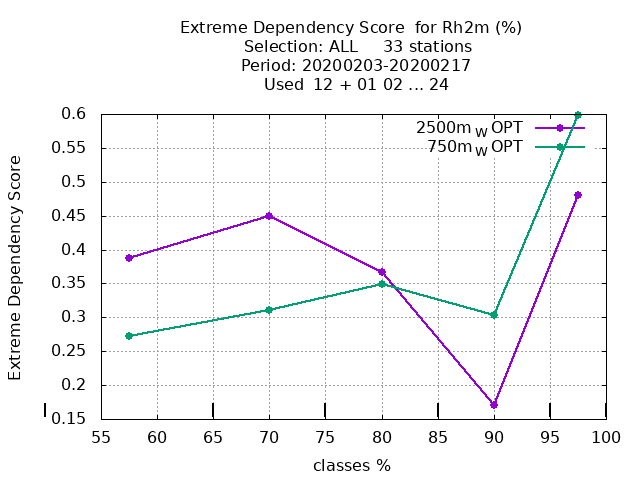 Extreme Dependency Score  for Rh2m (%)
Selection: ALL     33 stations
Period: 20200203-20200217
Used  12 + 01 02 ... 24
2500m W OPT
750m W OPT
Extreme Dependency Score
0.6
0.55
0.5
0.45
0.4
0.35
0.3
0.25
0.2
0.15
55 60 65 70 75 80 85 90 95 100
classes %